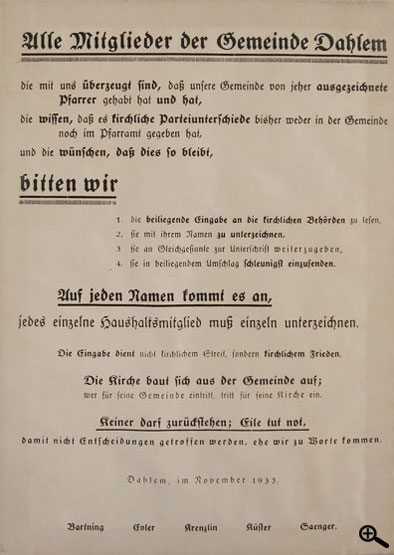 Alle Mitglieder der Gemeinde Dahlem
die mit uns überzeugt sind, daß unsere Gemeinde von jeher ausgezeichnete
Pfarrer gehabt hat und hat,
die wissen, daß es kirchliche Parteiunterschiede bisher weder in der Gemeinde
noch im Pfarramt gegeben hat,
und die wünschen, daß dies so bleibt,
bitten wir
1. die beiliegende Eingabe an die kirchlichen Behörden zu lesen,
2. sie mit ihrem Namen zu unterzeichnen,
3 sie an Gleichgesinnte zur Unterschrift weiterzugeben,
4. sie in beiliegendem Umschlag schleunigst einzusenden.
Auf jeden Namen kommt es an,
jedes einzelne Haushaltsmitglied muß einzeln unterzeichnen.
Die Eingabe dient nicht kirchlichem Streit, sondern kirchlichem Frieden.
Die Kirche baut sich aus der Gemeinde auf;
wer für seine Gemeinde eintritt, tritt für seine Kirche ein.
Keiner darf zurückstehen; Eile tut not,
damit nicht Entscheidungen getroffen werden, ehe wir zu Worte kommen.
Dahlem, im November 1933.
Bartning Eoler Krenzlin Küster Saenger.